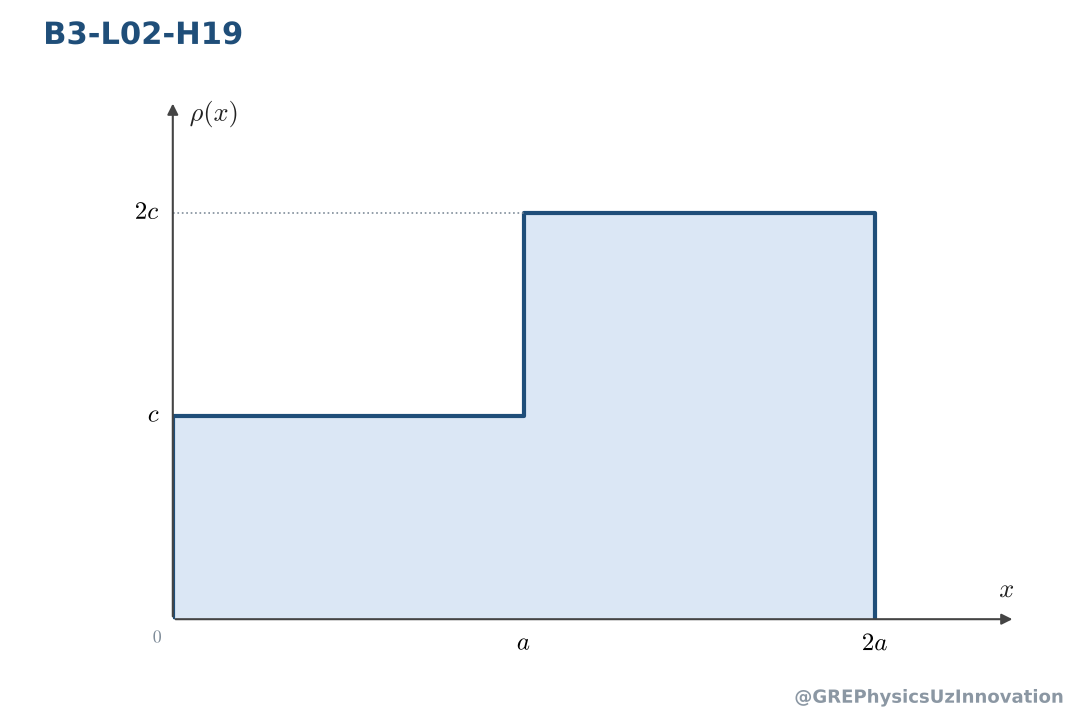 B3-L02-H19
ρ(x)
2c
c
x
0
a
2a
@GREPhysicsUzInnovation